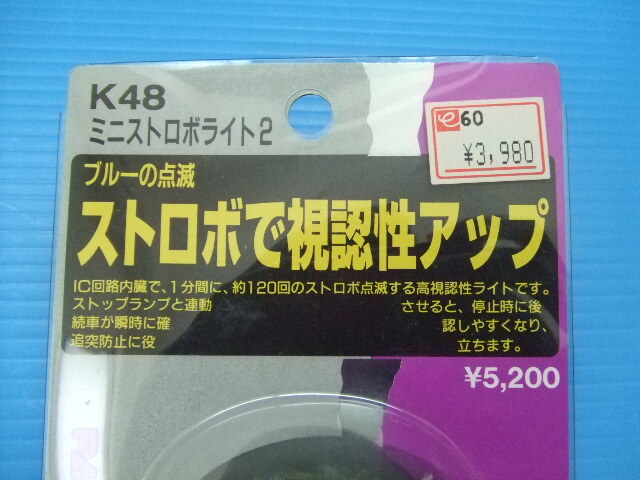 K48
ミニストロボライト2
e60
¥3,980
ブルーの点滅
ストロボで視認性アップ
IC回路内臓で、1分間に、約120回のストロボ点滅する高視認性ライトです。
ストップランプと連動 させると、停止時に後
続車が瞬時に確 認しやすくなり、
追突防止に役 立ちます。
¥5,200